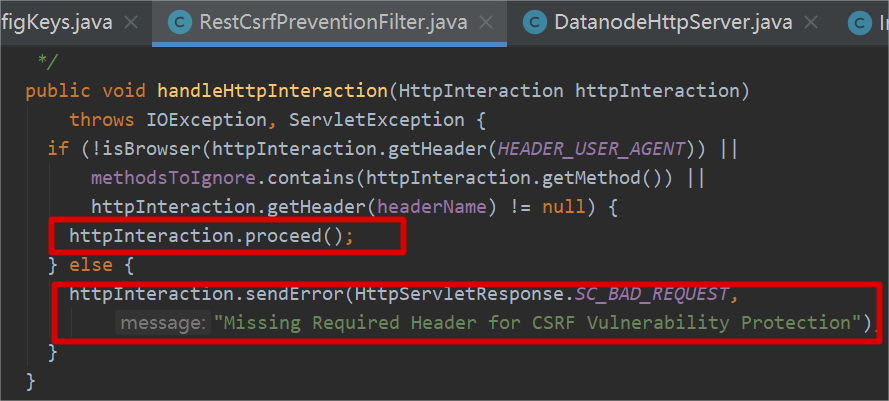 figKeys.java × RestCsrfPreventionFilter.java × DatanodeHttpServer.java × I
*/
public void handleHttpInteraction(HttpInteraction httpInteraction)
throws IOException, ServletException {
if (!isBrowser(httpInteraction.getHeader(HEADER_USER_AGENT)) ||
methodsToIgnore.contains(httpInteraction.getMethod()) ||
httpInteraction.getHeader(headerName) != null) {
httpInteraction.proceed();
} else {
httpInteraction.sendError(HttpServletResponse.SC_BAD_REQUEST,
message: "Missing Required Header for CSRF Vulnerability Protection")
}
}